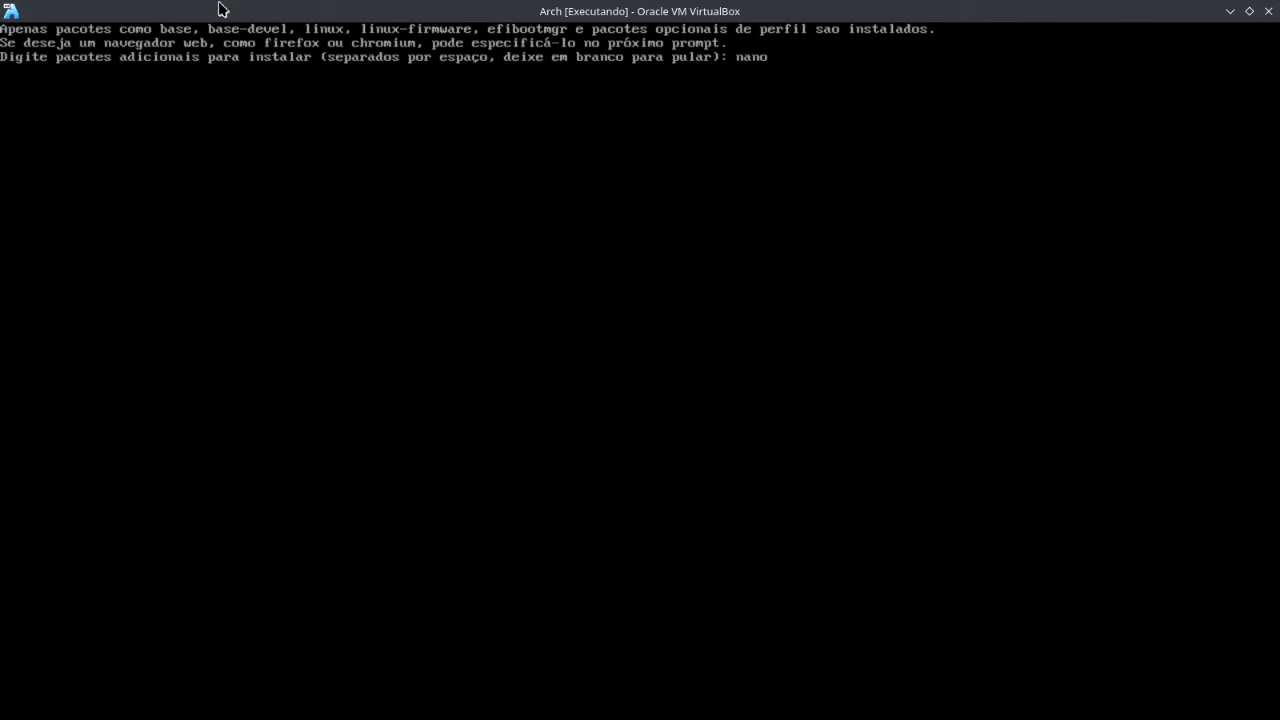 Arch [Executando] - Oracle VM VirtualBox
Apenas pacotes como base, base-devel, linux, linux-firmware, efibootmgr e pacotes opcionais de perfil sao instalados.
Se deseja um navegador web, como firefox ou chromium, pode especificá-lo no próximo prompt.
Digite pacotes adicionais para instalar (separados por espaço, deixe em branco para pular): nano